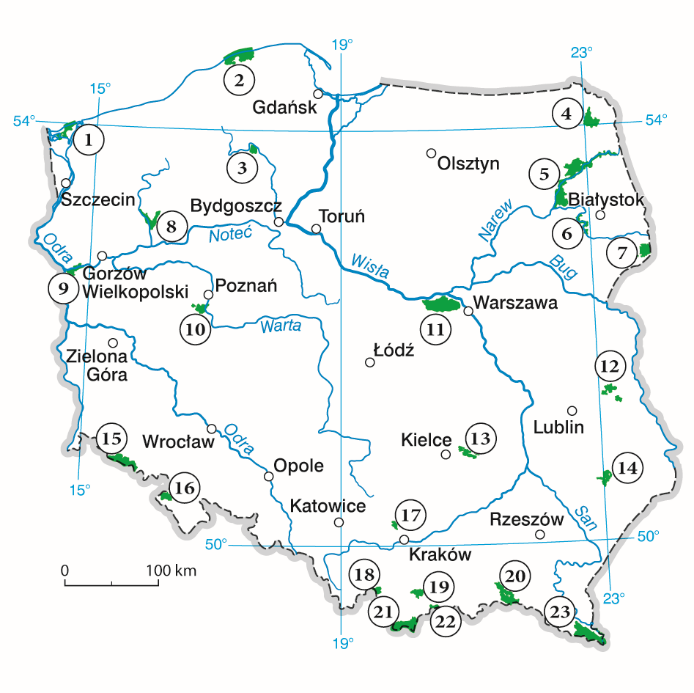 19°
23°
15°
2
Gdańsk
54°
4
54°
1
3
Olsztyn
5
Szczecin
Białystok
Bydgoszcz
Toruń
8
Narew
6
Noteć
7
Odra
Wisła
Bug
Gorzów
Wielkopolski
9
Poznań
Warszawa
10
Warta
11
Zielona
Góra
Łódź
12
Lublin
15
Wrocław
Odra
Kielce
13
14
Opole
16
Katowice
17
Rzeszów
San
15°
50°
Kraków
50°
0
100 km
18
19
20
21
22
23
23°
19°